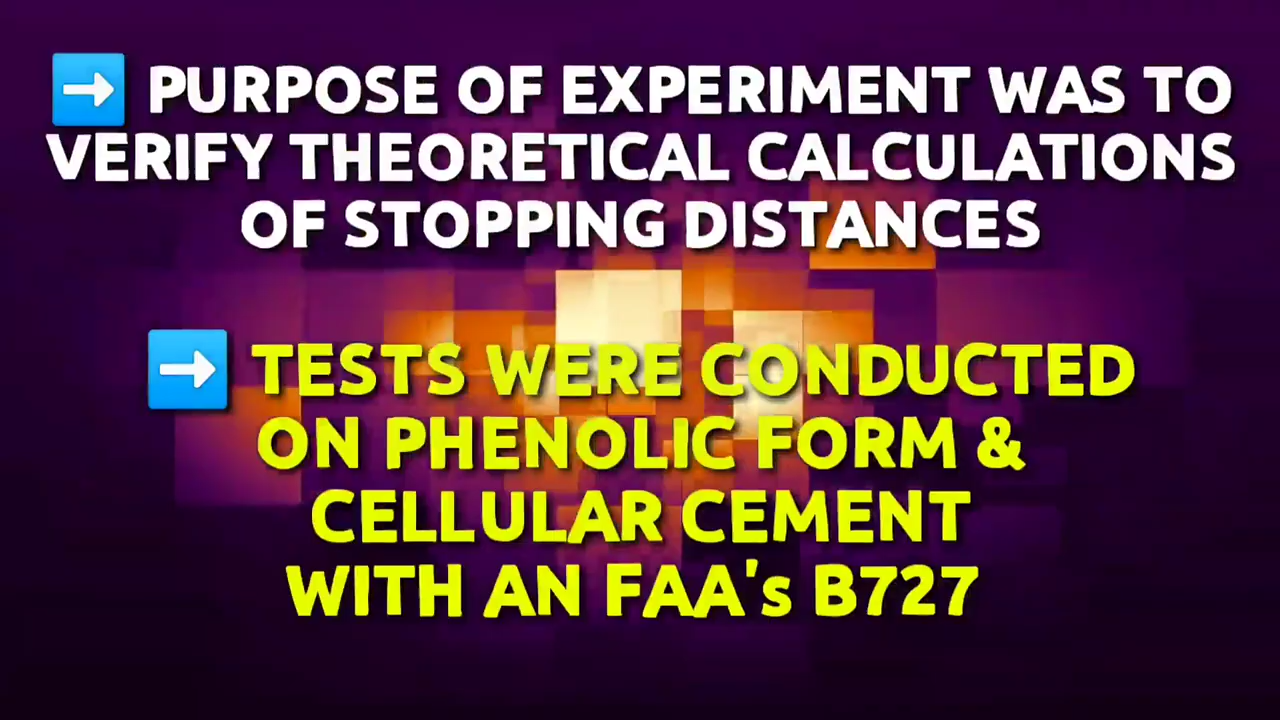 ➡️ PURPOSE OF EXPERIMENT WAS TO
VERIFY THEORETICAL CALCULATIONS
OF STOPPING DISTANCES
➡️ TESTS WERE CONDUCTED
ON PHENOLIC FORM &
CELLULAR CEMENT
WITH AN FAA's B727